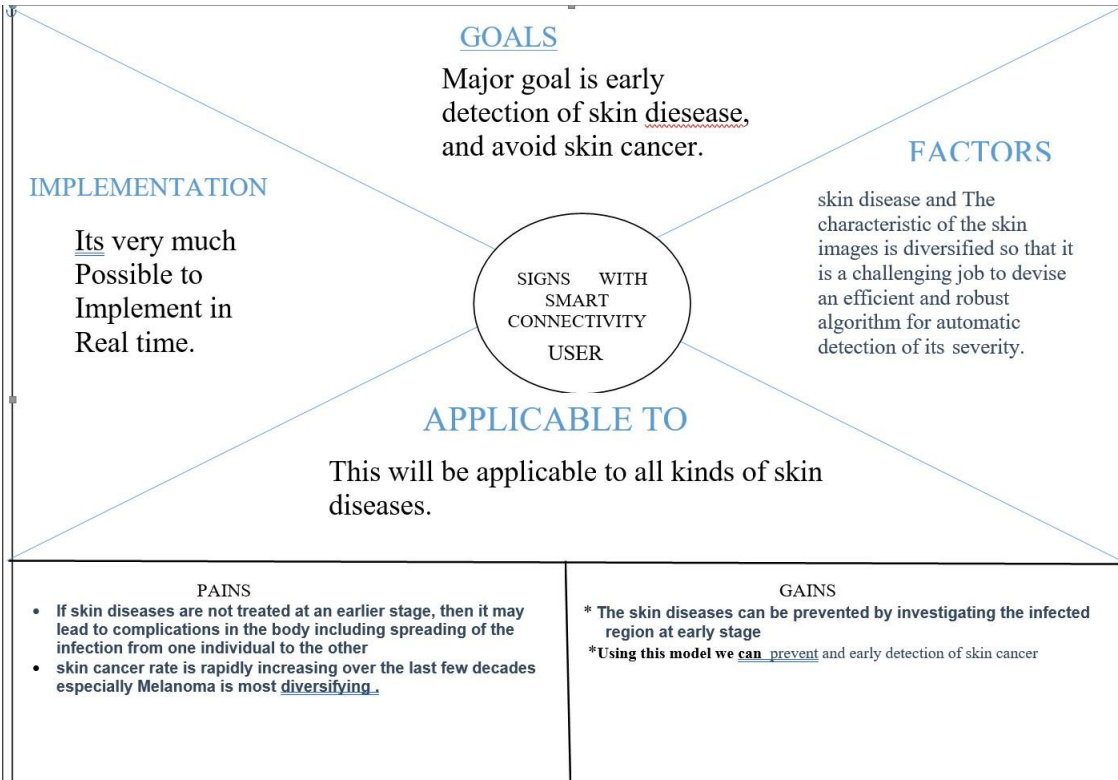 GOALS
Major goal is early
detection of skin diesease,
and avoid skin cancer.
FACTORS
skin disease and The
characteristic of the skin
images is diversified so that it
is a challenging job to devise
an efficient and robust
algorithm for automatic
detection of its severity.
IMPLEMENTATION
Its very much
Possible to
Implement in
Real time.
SIGNS WITH
SMART
CONNECTIVITY
USER
APPLICABLE TO
This will be applicable to all kinds of skin
diseases.
PAINS
• If skin diseases are not treated at an earlier stage, then it may
lead to complications in the body including spreading of the
infection from one individual to the other
• skin cancer rate is rapidly increasing over the last few decades
especially Melanoma is most diversifying .
GAINS
* The skin diseases can be prevented by investigating the infected
region at early stage
*Using this model we can prevent and early detection of skin cancer